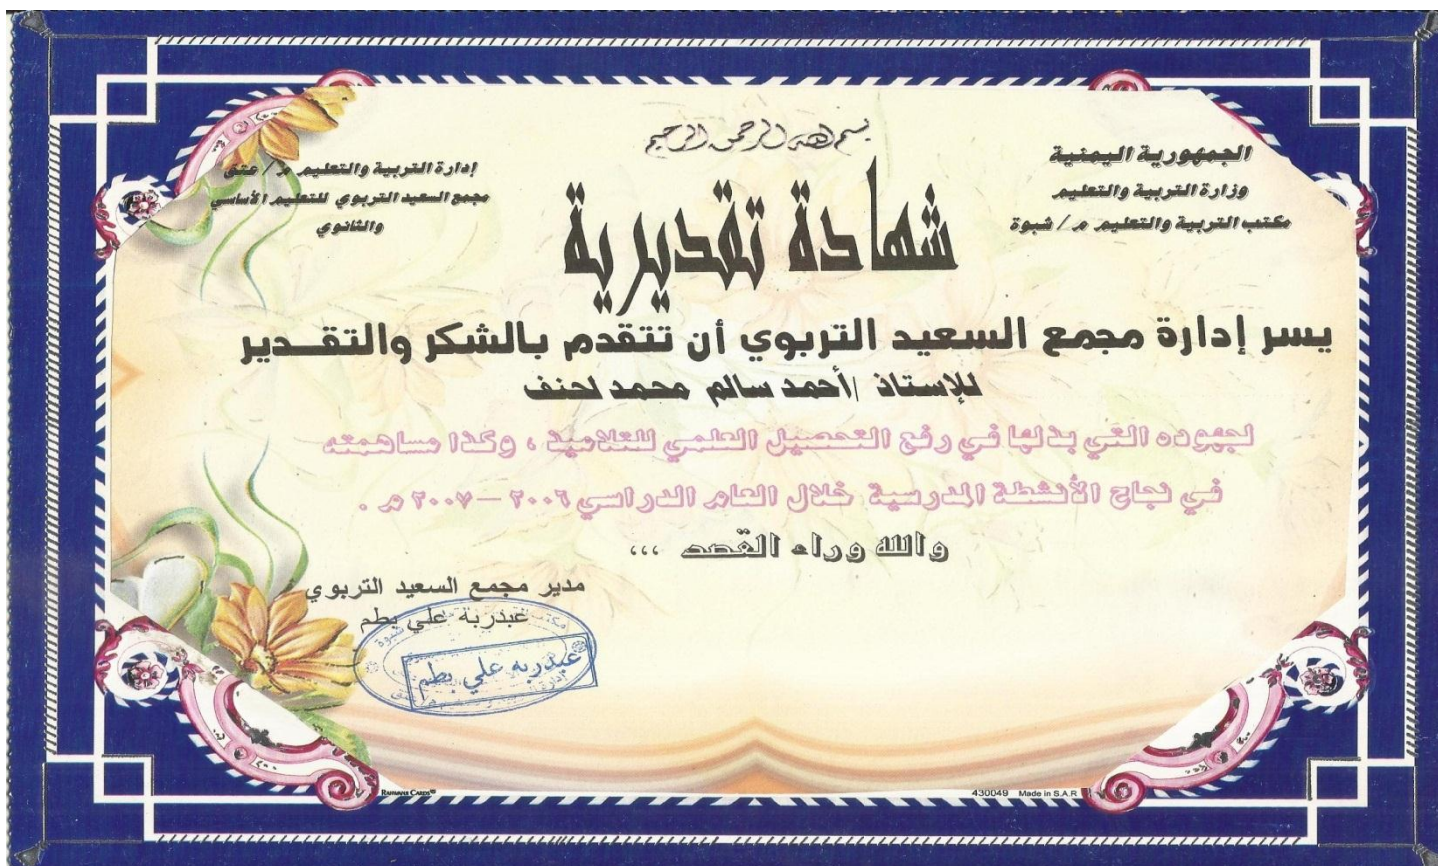 بسم الله الرحمن الرحيم
الجمهورية اليمنية
وزارة التربية والتعليم
مكتب التربية والتعليم م / شبوة
إدارة التربية والتعليم م / عتق
مجمع السعيد التربوي للتعليم الأساسي
والثانوي
شهادة تقديرية
يسر إدارة مجمع السعيد التربوي أن تتقدم بالشكر والتقدير
للإستاذ /أحمد سالم محمد لحنف
لجهوده التي بذلها في رفع التحصيل العلمي للتلاميذ ، وكذا مساهمته
في نجاح الأنشطة المدرسية خلال العام الدراسي ٢٠٠٦ – ٢٠٠٧ م .
والله وراء القصد ،،،
مدير مجمع السعيد التربوي
عبدربة علي بطم
عبدربه علي بطم
RAHWANJI CARDS®
430049 Made in S.A.R